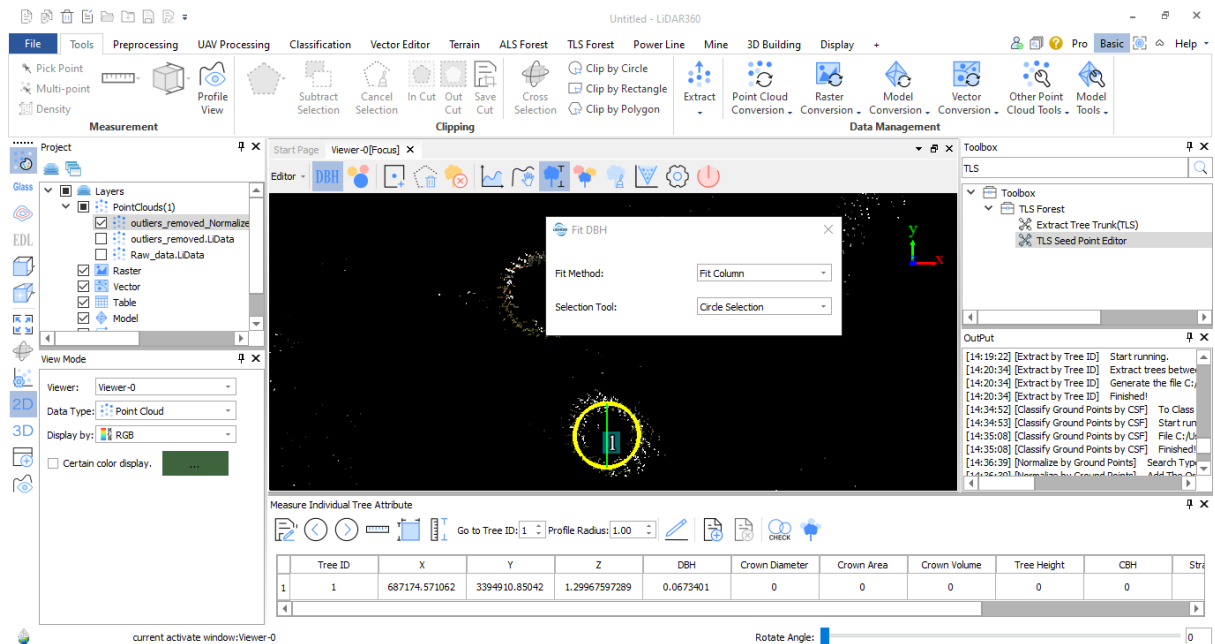 Untitled - LiDAR360
File Tools Preprocessing UAV Processing Classification Vector Editor Terrain ALS Forest TLS Forest Power Line Mine 3D Building Display + Pro Basic Help
Pick Point
Multi-point
Density
Profile View
Measurement
Subtract Selection
Cancel Selection
In Cut
Out Cut
Save Cut
Cross Selection
Clip by Circle
Clip by Rectangle
Clip by Polygon
Clipping
Extract
Point Cloud Conversion
Raster Conversion
Model Conversion
Vector Conversion
Other Point Cloud Tools
Model Tools
Data Management
Project
Glass
EDL
2D
3D
Layers
PointClouds(1)
outliers_removed_Normalize
outliers_removed.LiData
Raw_data.LiData
Raster
Vector
Table
Model
View Mode
Viewer: Viewer-0
Data Type: Point Cloud
Display by: RGB
Certain color display. ...
Start Page Viewer-0[Focus]
Editor DBH
Fit DBH
Fit Method: Fit Column
Selection Tool: Circle Selection
y
x
1
Toolbox
TLS
Toolbox
TLS Forest
Extract Tree Trunk(TLS)
TLS Seed Point Editor
OutPut
[14:19:22] [Extract by Tree ID] Start running.
[14:20:34] [Extract by Tree ID] Extract trees betwe
[14:20:34] [Extract by Tree ID] Generate the file C:/
[14:20:34] [Extract by Tree ID] Finished!
[14:34:52] [Classify Ground Points by CSF] To Class
[14:34:53] [Classify Ground Points by CSF] Start run
[14:35:08] [Classify Ground Points by CSF] File C:/U
[14:35:08] [Classify Ground Points by CSF] Finished!
[14:36:39] [Normalize by Ground Points] Search Type
Measure Individual Tree Attribute
Go to Tree ID: 1 Profile Radius: 1.00 CHECK
Tree ID X Y Z DBH Crown Diameter Crown Area Crown Volume Tree Height CBH Stra
1 1 687174.571062 3394910.85042 1.29967597289 0.0673401 0 0 0 0 0
current activate window:Viewer-0
Rotate Angle: 0